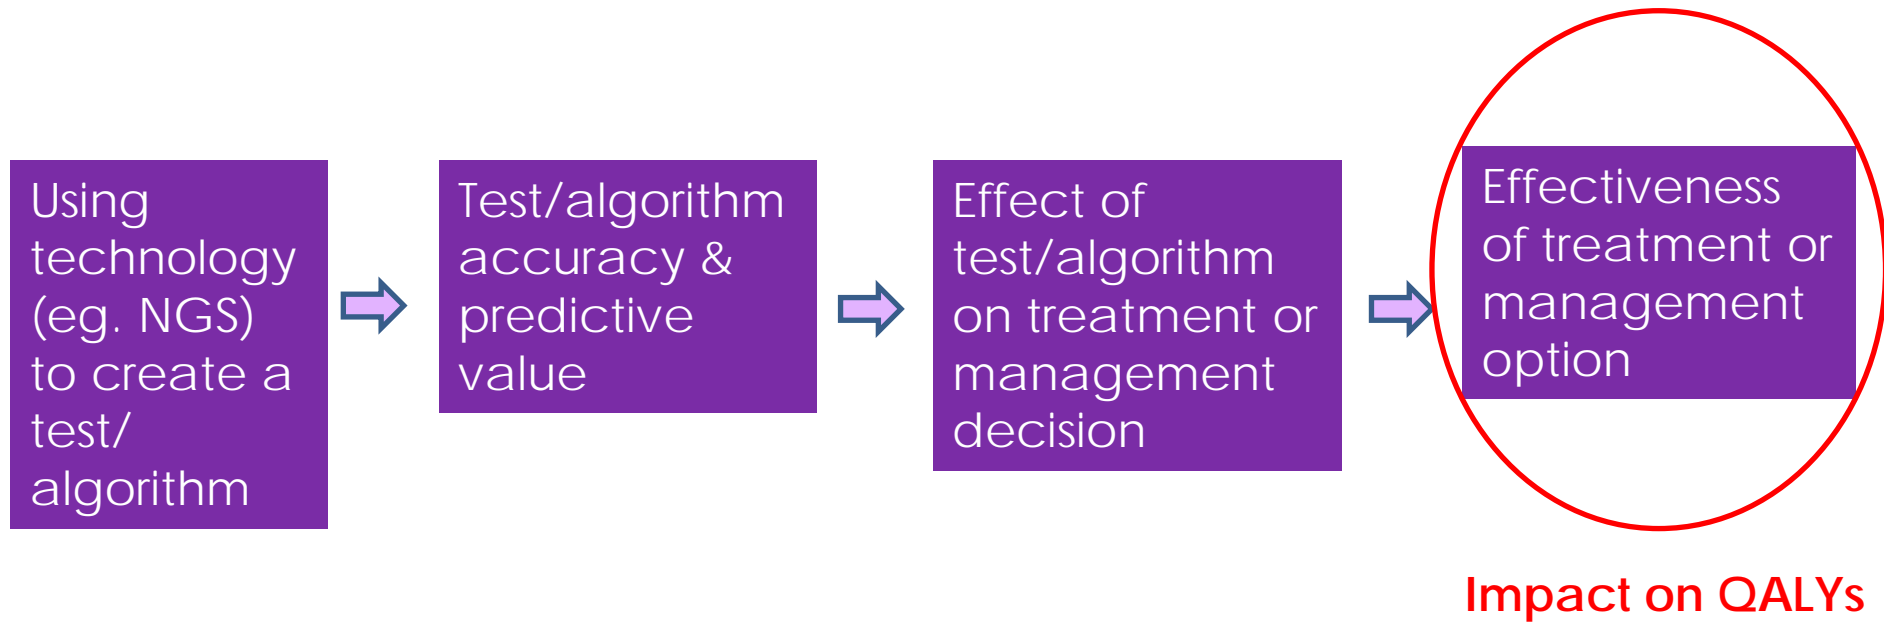 Using
technology
(eg. NGS)
to create a
test/
algorithm
Test/algorithm
accuracy &
predictive
value
Effect of
test/algorithm
on treatment or
management
decision
Effectiveness
of treatment or
management
option
Impact on QALYs